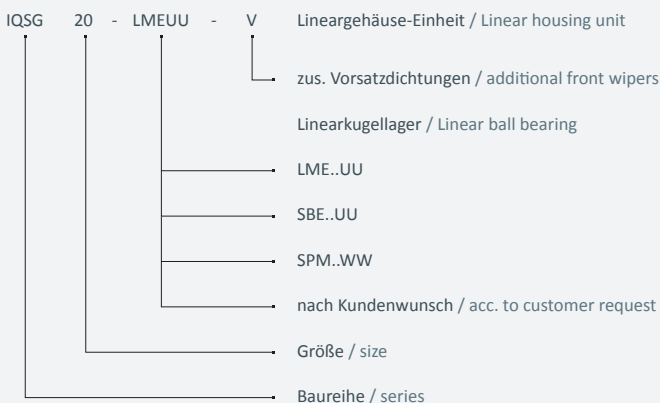 IQSG 20 - LMEUU - V Lineargehäuse-Einheit / Linear housing unit
zus. Vorsatzdichtungen / additional front wipers
Linearkugellager / Linear ball bearing
LME..UU
SBE..UU
SPM..WW
nach Kundenwunsch / acc. to customer request
Größe / size
Baureihe / series